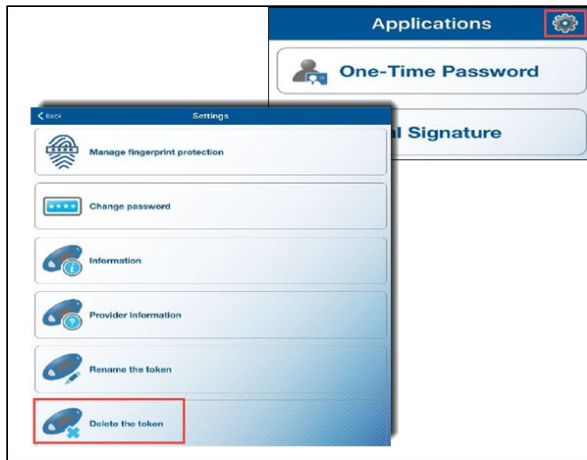 Applications
One-Time Password
l Signature
Back
Settings
Manage fingerprint protection
Change password
Information
Provider information
Rename the token
Delete the token